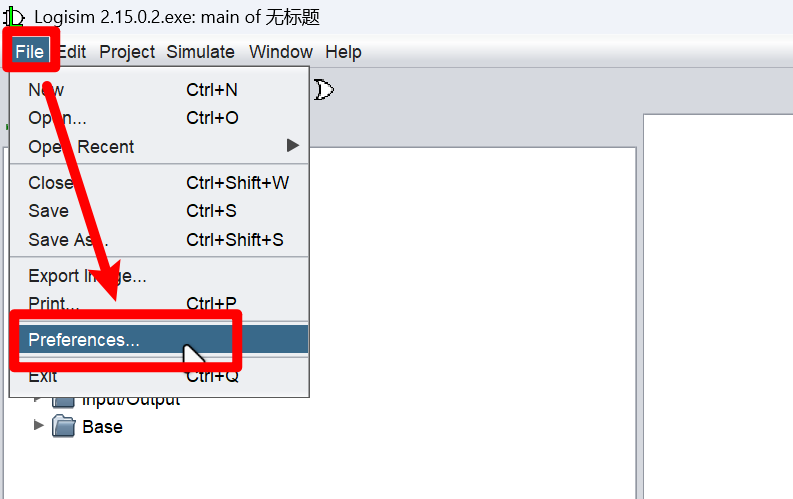 Logisim 2.15.0.2.exe: main of 无标题
File Edit Project Simulate Window Help
New Ctrl+N
Open... Ctrl+O
Open Recent
Close Ctrl+Shift+W
Save Ctrl+S
Save As... Ctrl+Shift+S
Export Image...
Print... Ctrl+P
Preferences...
Exit Ctrl+Q
Input/Output
Base